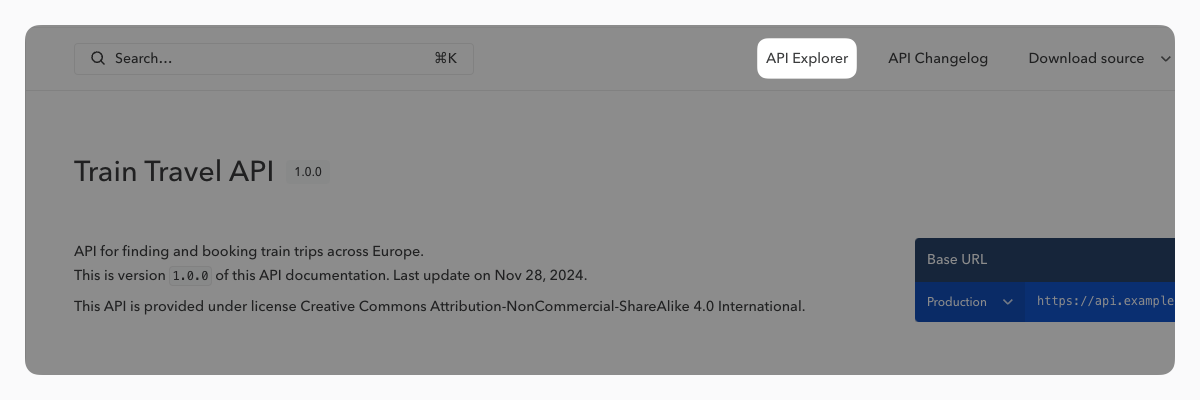 Search...
⌘K
API Explorer
API Changelog
Download source
Train Travel API
1.0.0
API for finding and booking train trips across Europe.
This is version 1.0.0 of this API documentation. Last update on Nov 28, 2024.
This API is provided under license Creative Commons Attribution-NonCommercial-ShareAlike 4.0 International.
Base URL
Production
https://api.example